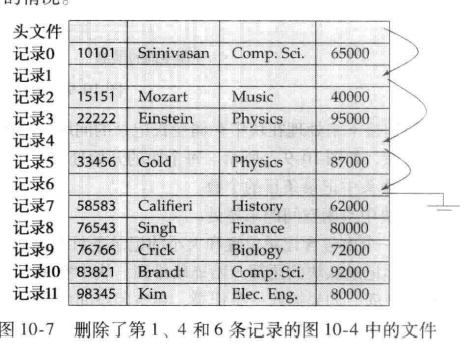 的情况。
头文件
记录0 10101 Srinivasan Comp. Sci. 65000
记录1
记录2 15151 Mozart Music 40000
记录3 22222 Einstein Physics 95000
记录4
记录5 33456 Gold Physics 87000
记录6
记录7 58583 Califieri History 62000
记录8 76543 Singh Finance 80000
记录9 76766 Crick Biology 72000
记录10 83821 Brandt Comp. Sci. 92000
记录11 98345 Kim Elec. Eng. 80000
图 10-7 删除了第 1、4 和 6 条记录的图 10-4 中的文件